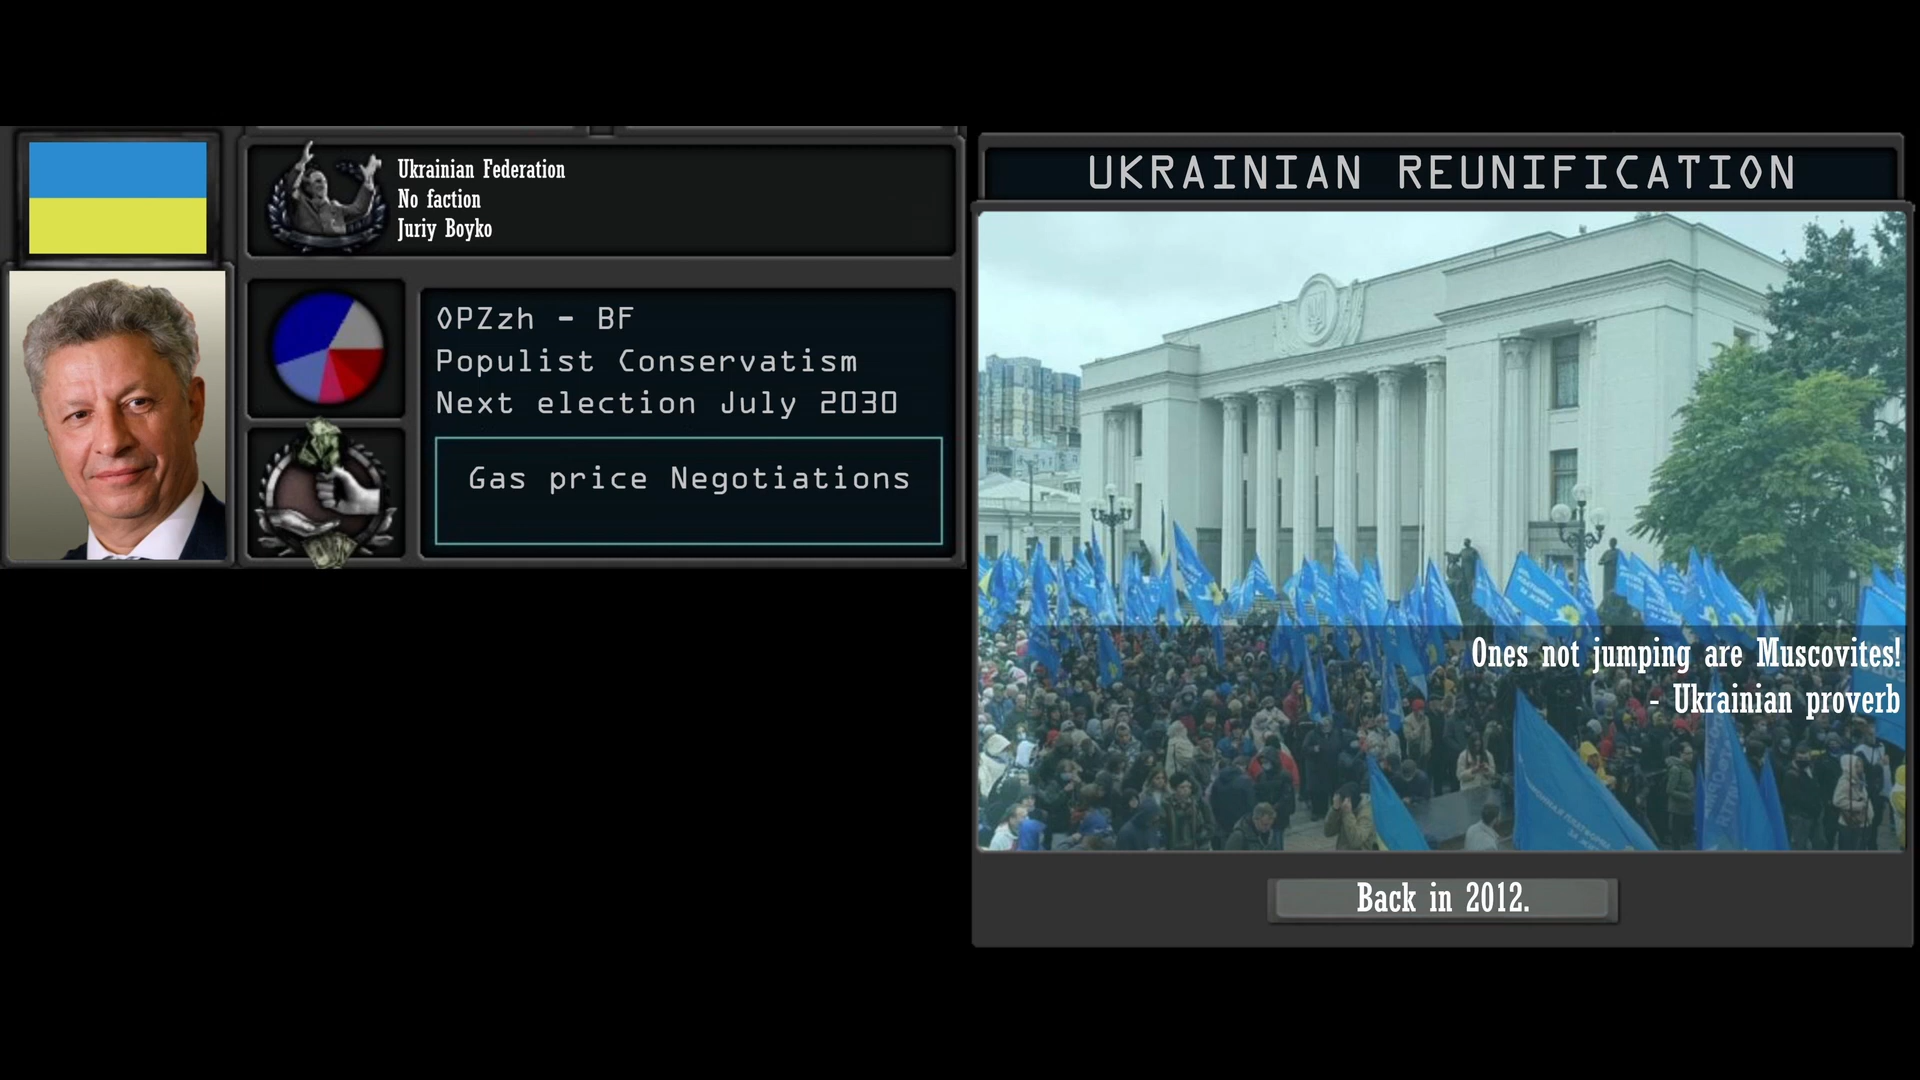 Ukrainian Federation
No faction
Juriy Boyko
OPZzh - BF
Populist Conservatism
Next election July 2030
Gas price Negotiations
UKRAINIAN REUNIFICATION
Ones not jumping are Muscovites!
- Ukrainian proverb
Back in 2012.